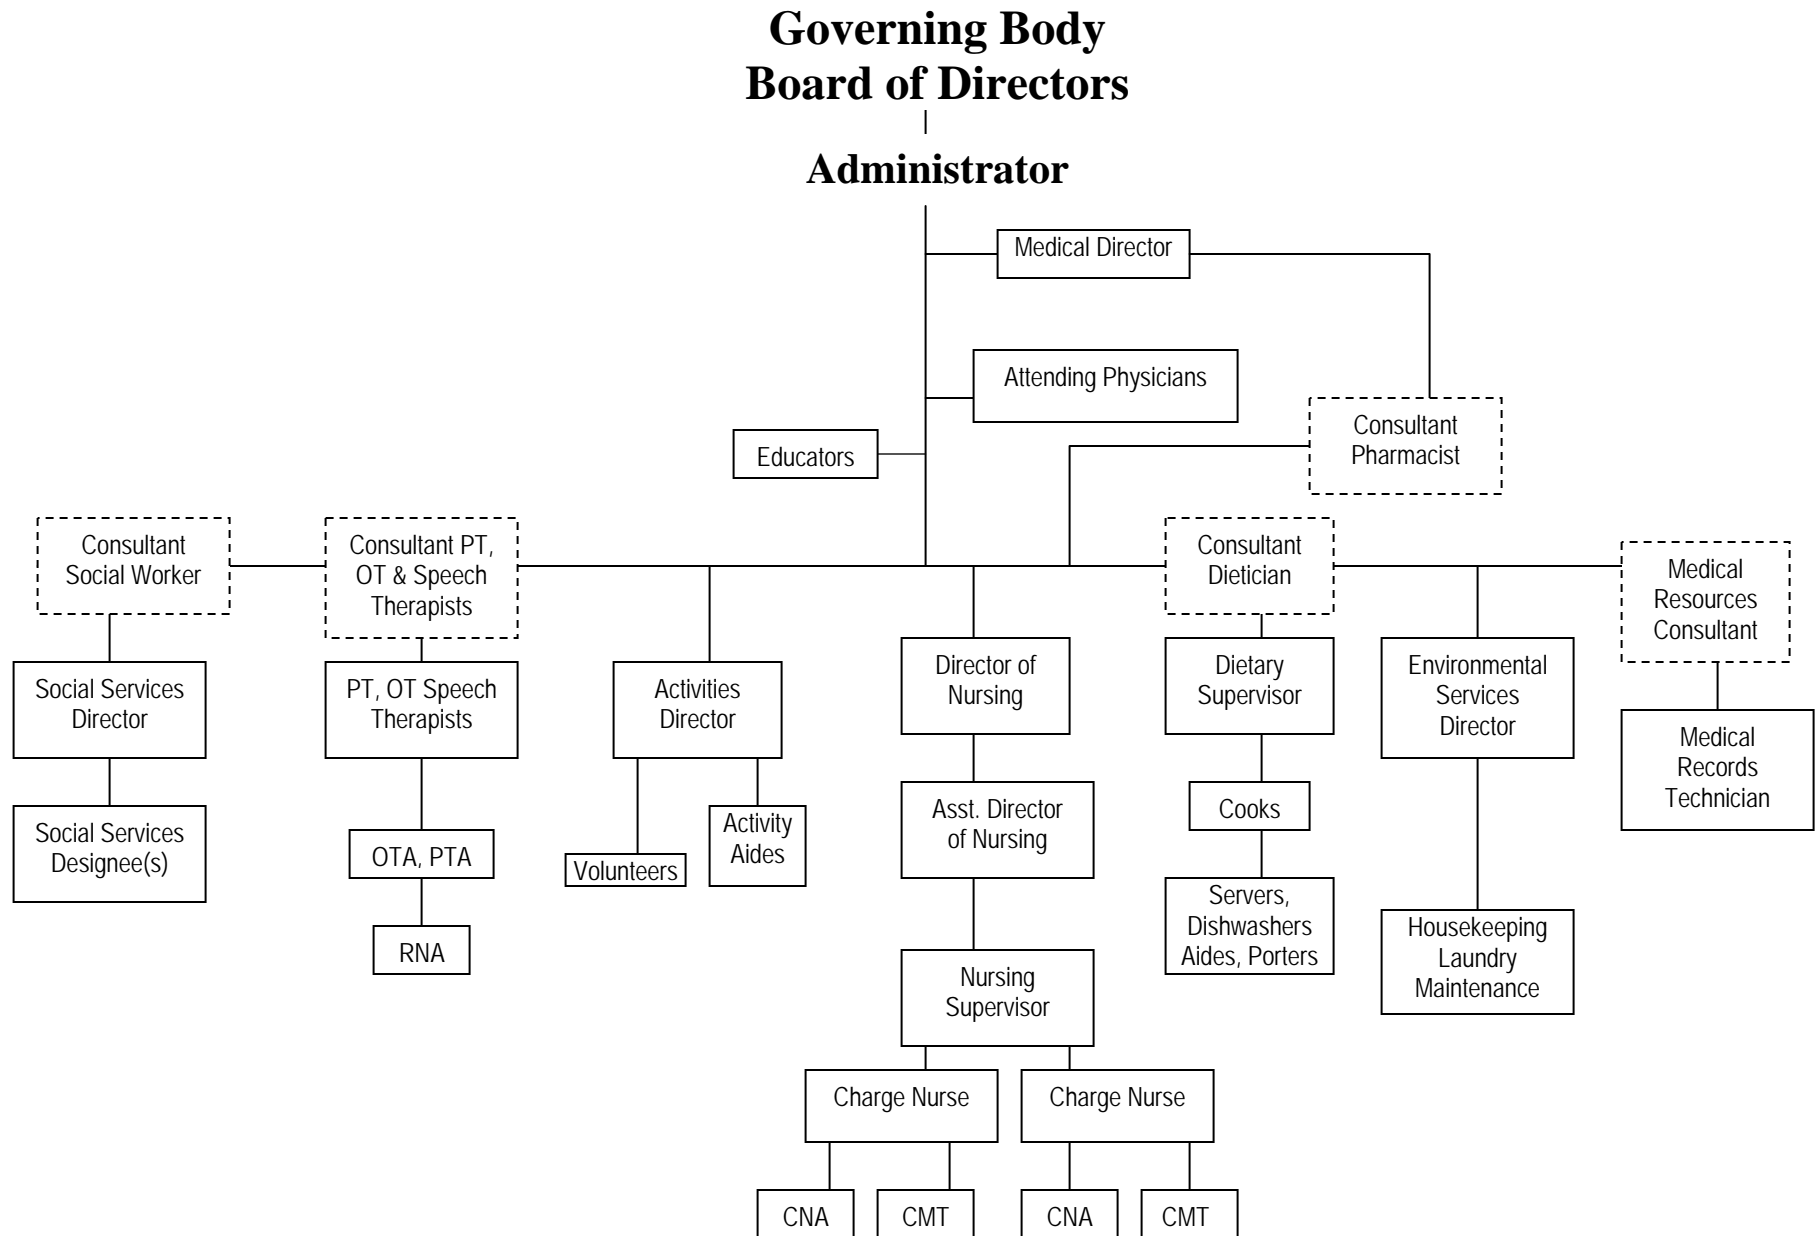 Governing Body
Board of Directors
Administrator
Medical Director
Attending Physicians
Consultant
Pharmacist
Educators
Consultant
Social Worker
Consultant PT,
OT & Speech
Therapists
Consultant
Dietician
Medical
Resources
Consultant
Social Services
Director
PT, OT Speech
Therapists
Activities
Director
Director of
Nursing
Dietary
Supervisor
Environmental
Services
Director
Medical
Records
Technician
Social Services
Designee(s)
OTA, PTA
Volunteers
Activity
Aides
Asst. Director
of Nursing
Cooks
Servers,
Dishwashers
Aides, Porters
Housekeeping
Laundry
Maintenance
RNA
Nursing
Supervisor
Charge Nurse
Charge Nurse
CNA
CMT
CNA
CMT